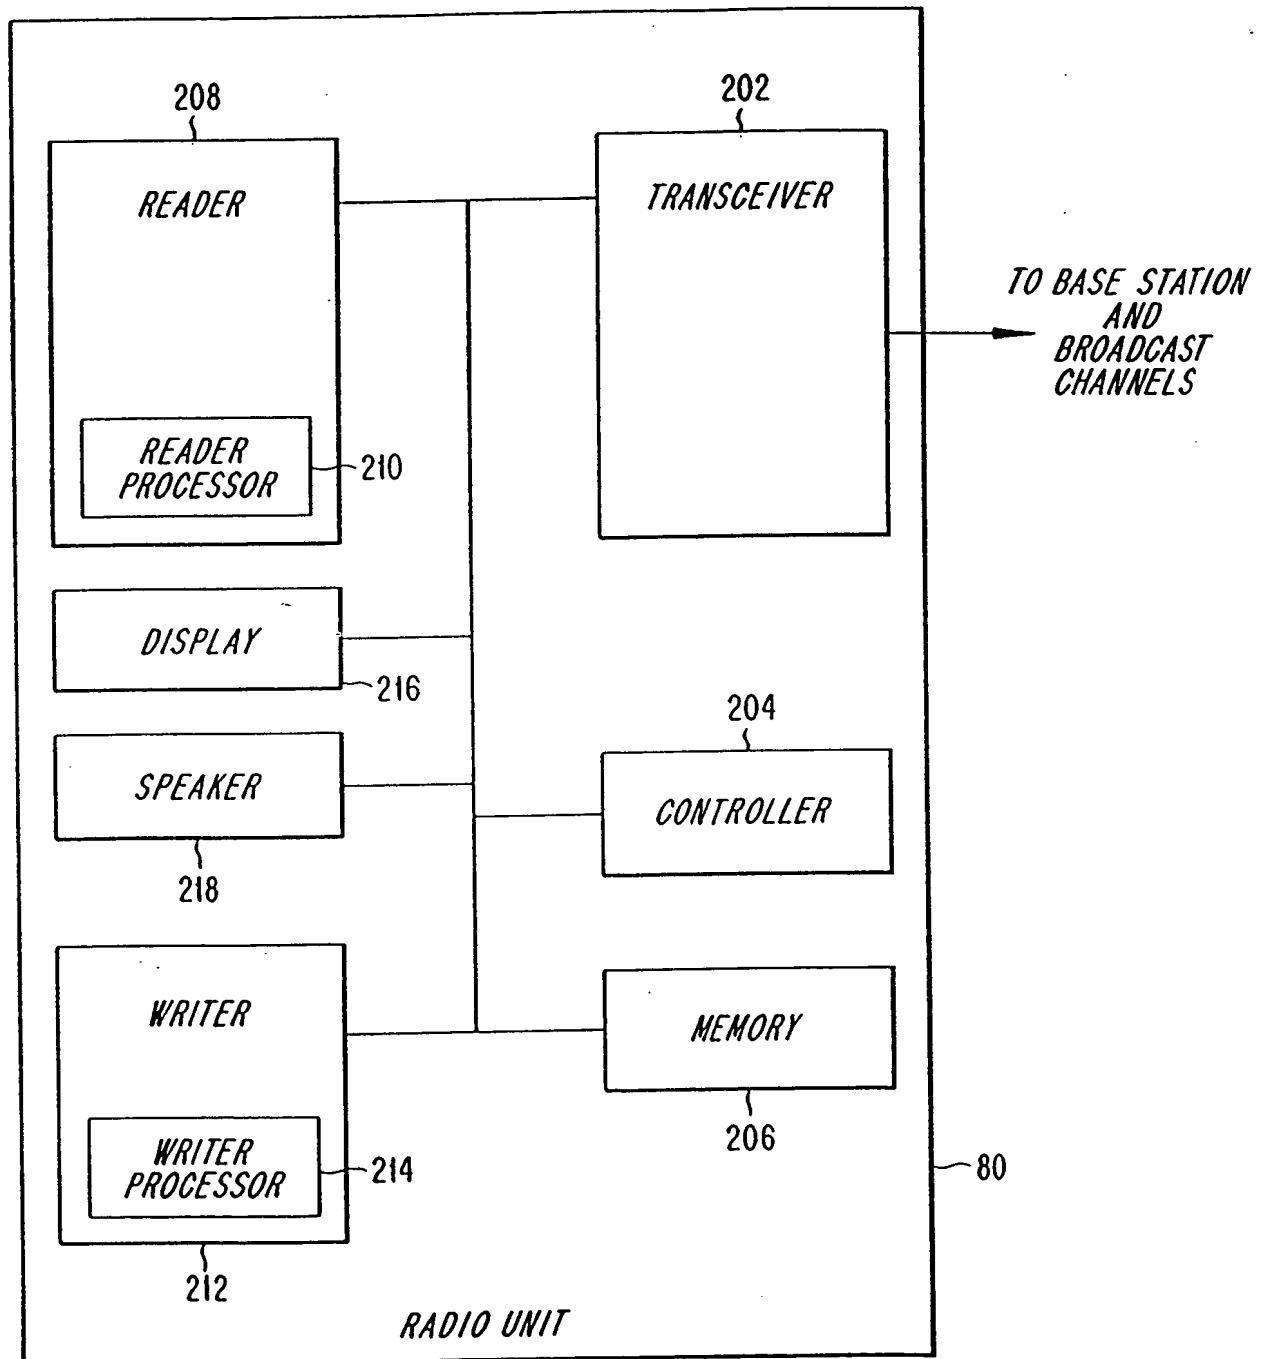 208
202
READER
TRANSCEIVER
TO BASE STATION
AND
BROADCAST
CHANNELS
READER
PROCESSOR
210
DISPLAY
216
204
SPEAKER
CONTROLLER
218
WRITER
MEMORY
206
WRITER
PROCESSOR
214
80
212
RADIO UNIT